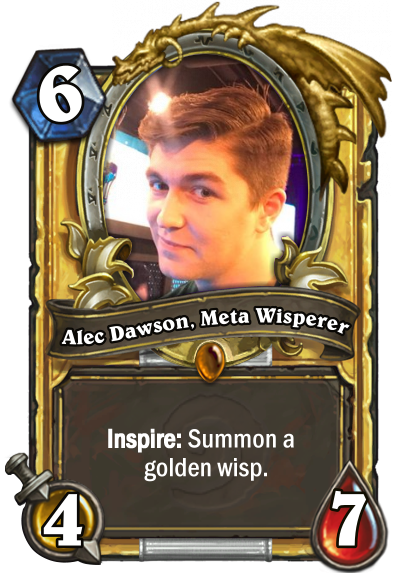 6
Alec Dawson, Meta Wisperer
Inspire: Summon a
golden wisp.
4
7